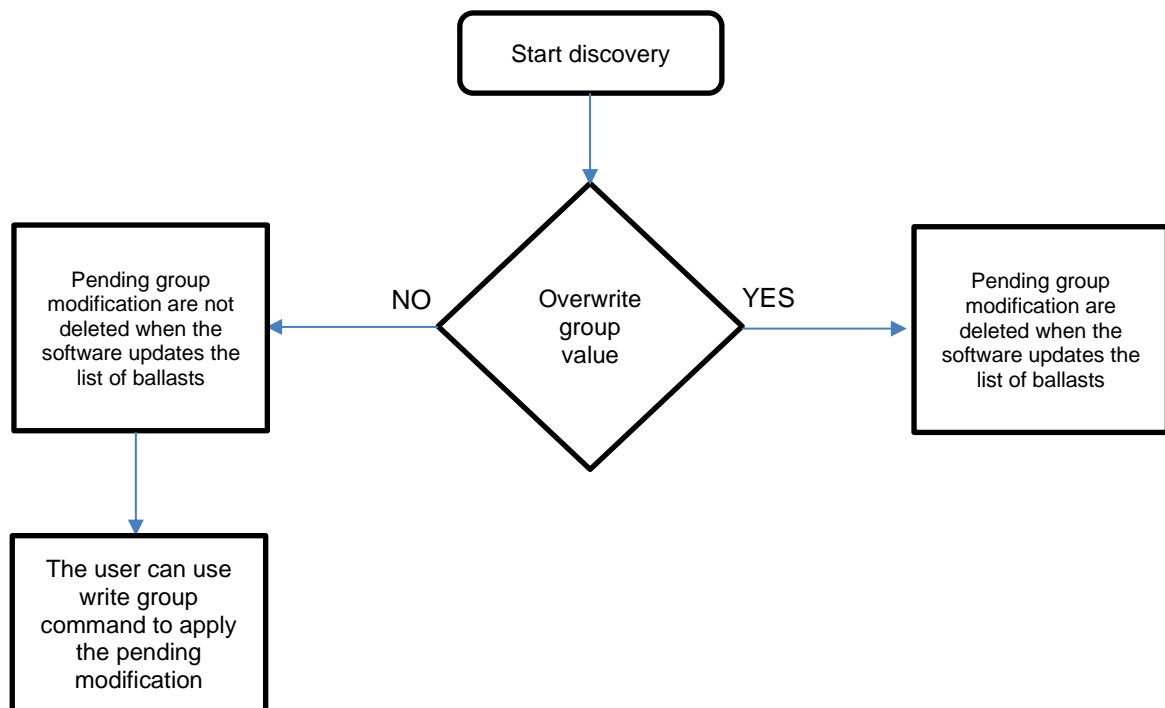 Start discovery
Pending group
modification are not
deleted when the
software updates the
list of ballasts
NO
Overwrite
group
value
YES
Pending group
modification are
deleted when the
software updates the
list of ballasts
The user can use
write group
command to apply
the pending
modification